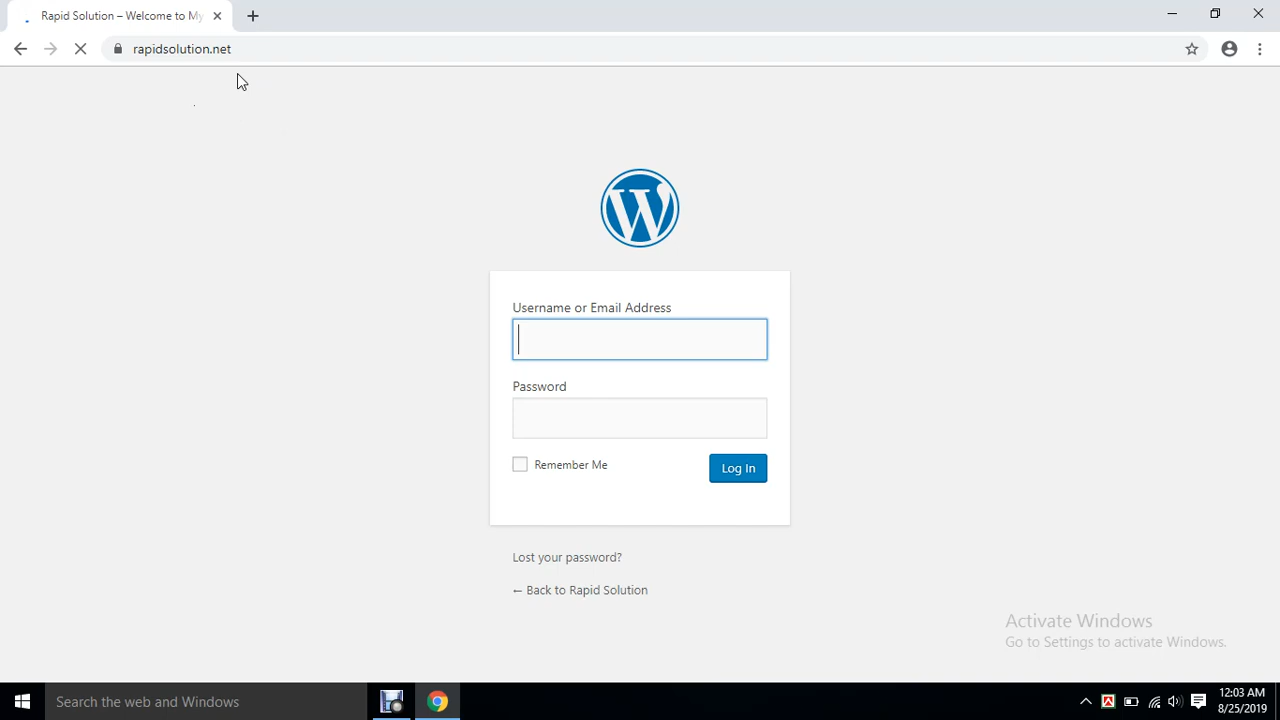 Rapid Solution – Welcome to My
rapidsolution.net
Username or Email Address
Password
Remember Me
Log In
Lost your password?
← Back to Rapid Solution
Activate Windows
Go to Settings to activate Windows.
Search the web and Windows
12:03 AM
8/25/2019